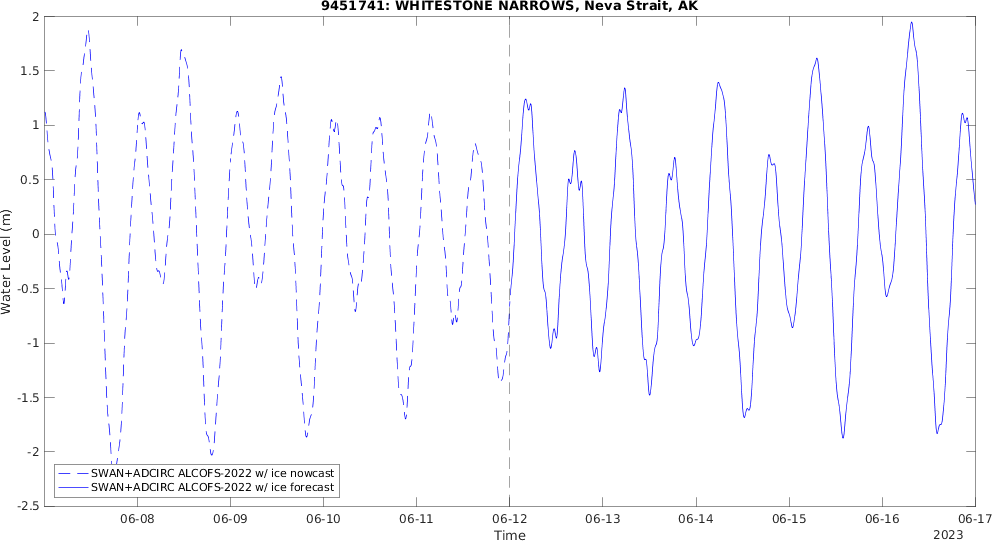 9451741: WHITESTONE NARROWS, Neva Strait, AK
Water Level (m)
2
1.5
1
0.5
0
-0.5
-1
-1.5
-2
-2.5
SWAN+ADCIRC ALCOFS-2022 w/ ice nowcast
SWAN+ADCIRC ALCOFS-2022 w/ ice forecast
06-08 06-09 06-10 06-11 06-12 06-13 06-14 06-15 06-16 06-17
Time
2023